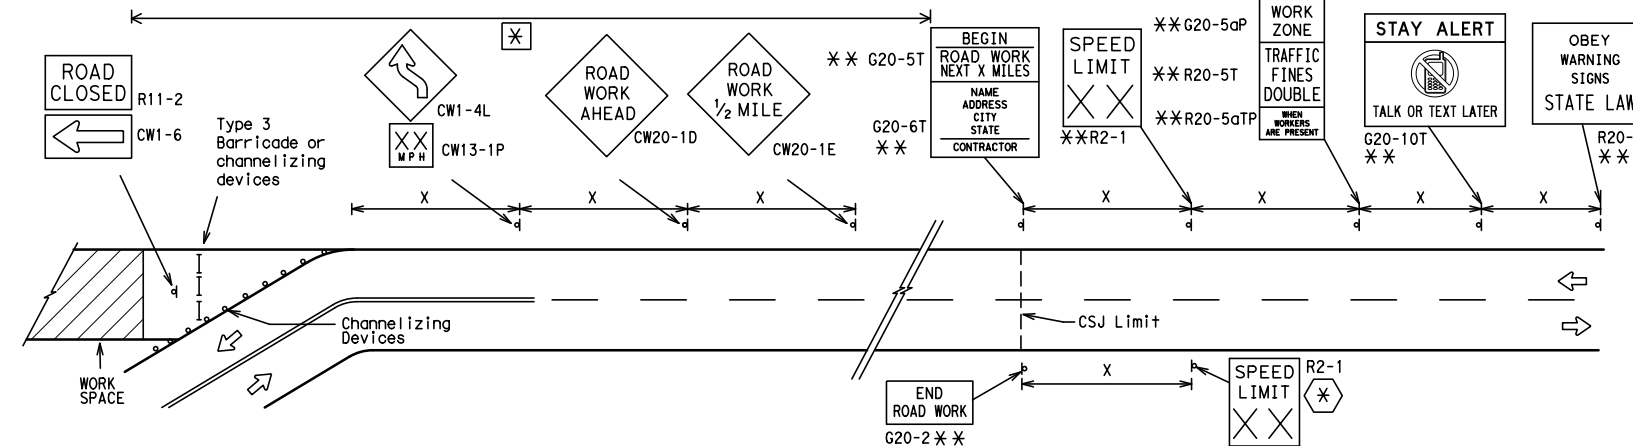 ROAD
CLOSED
R11-2
CW1-6
Type 3
Barricade or
channelizing
devices
*
CW1-4L
XX
MPH
CW13-1P
ROAD
WORK
AHEAD
CW20-1D
ROAD
WORK
1/2 MILE
CW20-1E
** G20-5T
BEGIN
ROAD WORK
NEXT X MILES
NAME
ADDRESS
CITY
STATE
CONTRACTOR
G20-6T
**
SPEED
LIMIT
XX
**R2-1
**G20-5aP
WORK
ZONE
**R20-5T
TRAFFIC
FINES
DOUBLE
**R20-5aTP
WHEN
WORKERS
ARE PRESENT
STAY ALERT
TALK OR TEXT LATER
G20-10T
**
OBEY
WARNING
SIGNS
STATE LAW
R20-
**
X
X
X
X
X
X
Channelizing
Devices
CSJ Limit
WORK
SPACE
X
END
ROAD WORK
G20-2 **
SPEED
LIMIT
XX
R2-1
*